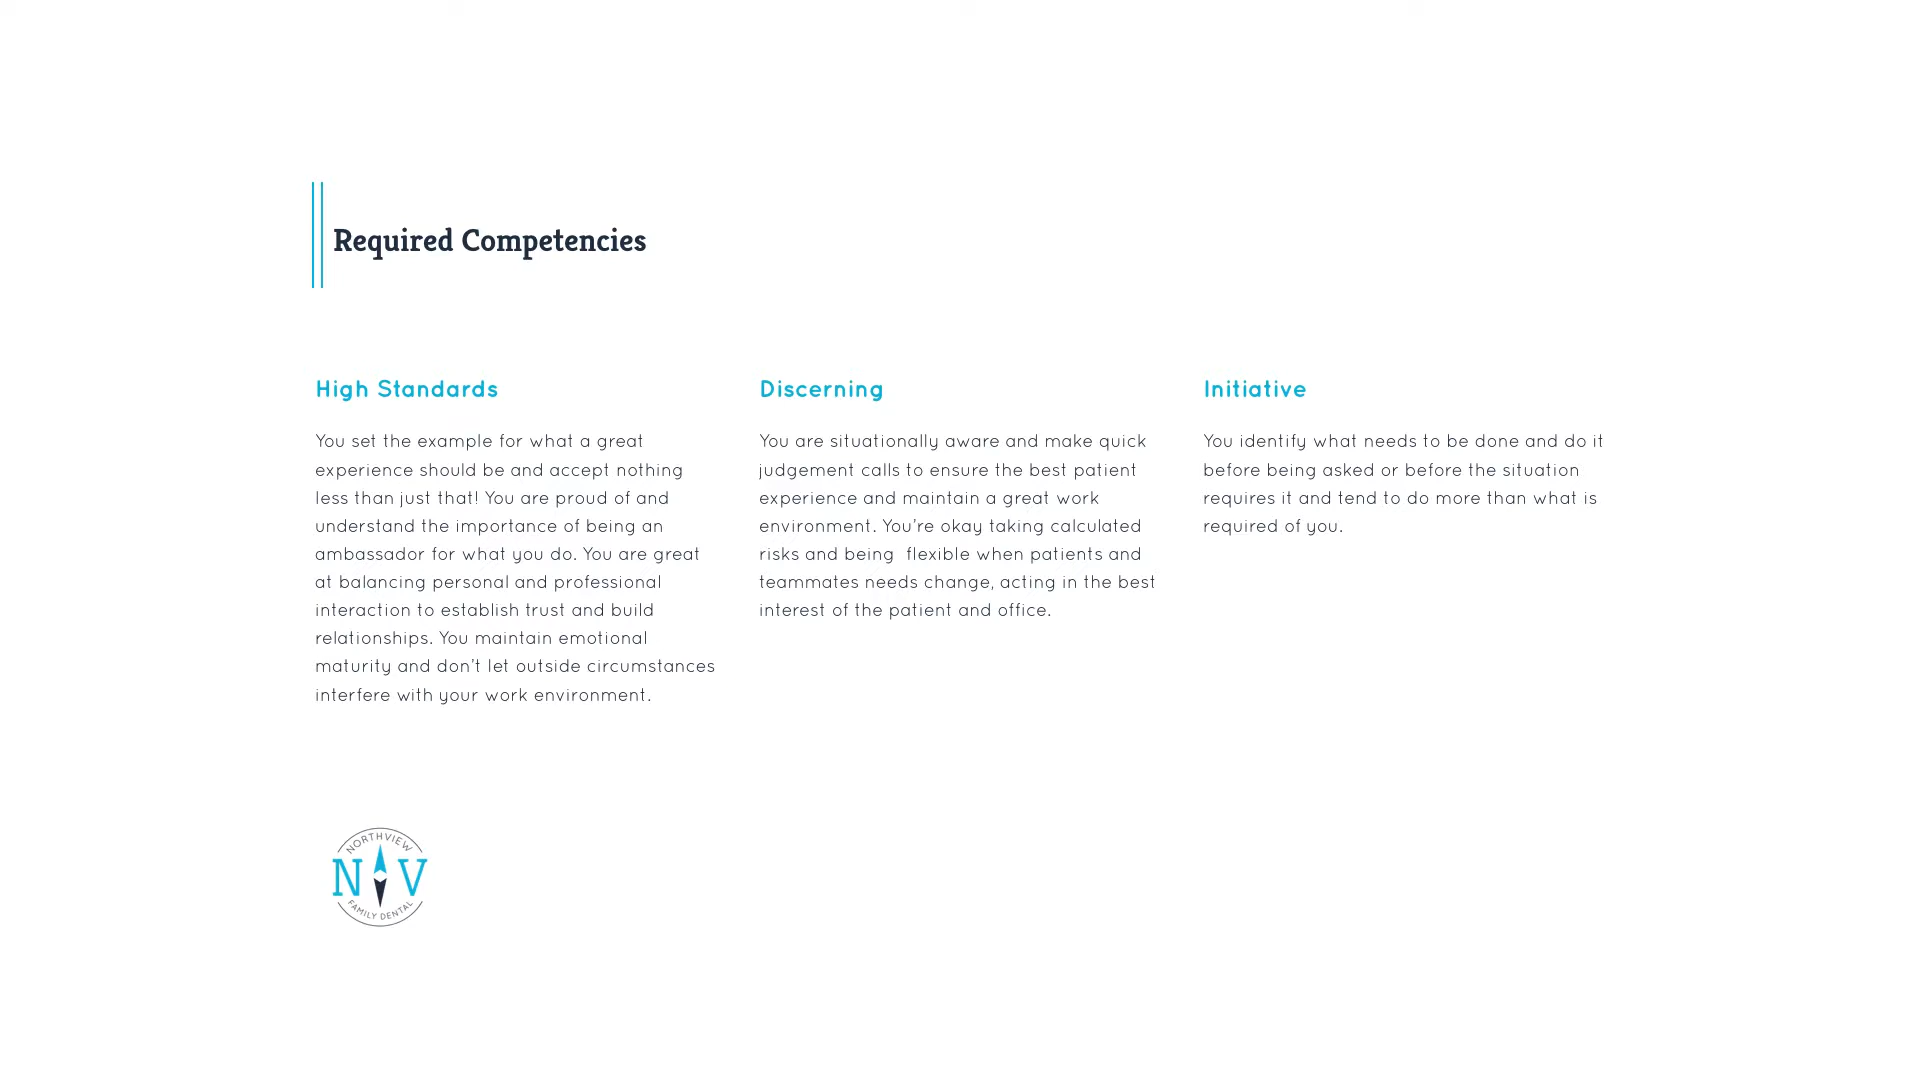 Required Competencies
High Standards
You set the example for what a great
experience should be and accept nothing
less than just that! You are proud of and
understand the importance of being an
ambassador for what you do. You are great
at balancing personal and professional
interaction to establish trust and build
relationships. You maintain emotional
maturity and don't let outside circumstances
interfere with your work environment.
Discerning
You are situationally aware and make quick
judgement calls to ensure the best patient
experience and maintain a great work
environment. You're okay taking calculated
risks and being  flexible when patients and
teammates needs change, acting in the best
interest of the patient and office.
Initiative
You identify what needs to be done and do it
before being asked or before the situation
requires it and tend to do more than what is
required of you.
NORTHVIEW
N V
FAMILY DENTAL